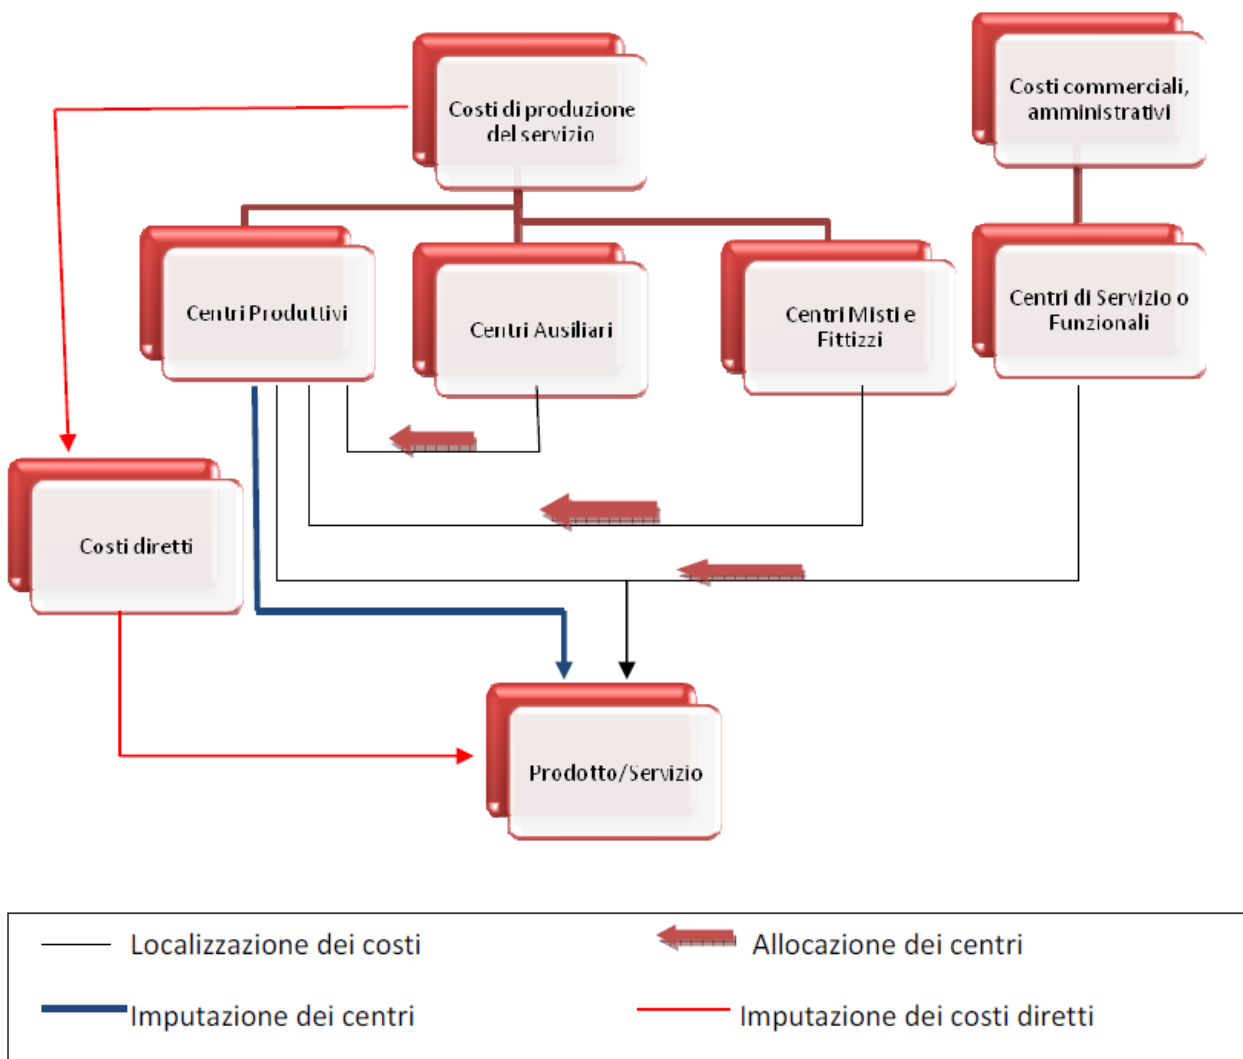 Costi di produzione
del servizio
Costi commerciali,
amministrativi
Centri Produttivi
Centri Ausiliari
Centri Misti e
Fittizzi
Centri di Servizio o
Funzionali
Costi diretti
Prodotto/Servizio
Localizzazione dei costi
Allocazione dei centri
Imputazione dei centri
Imputazione dei costi diretti